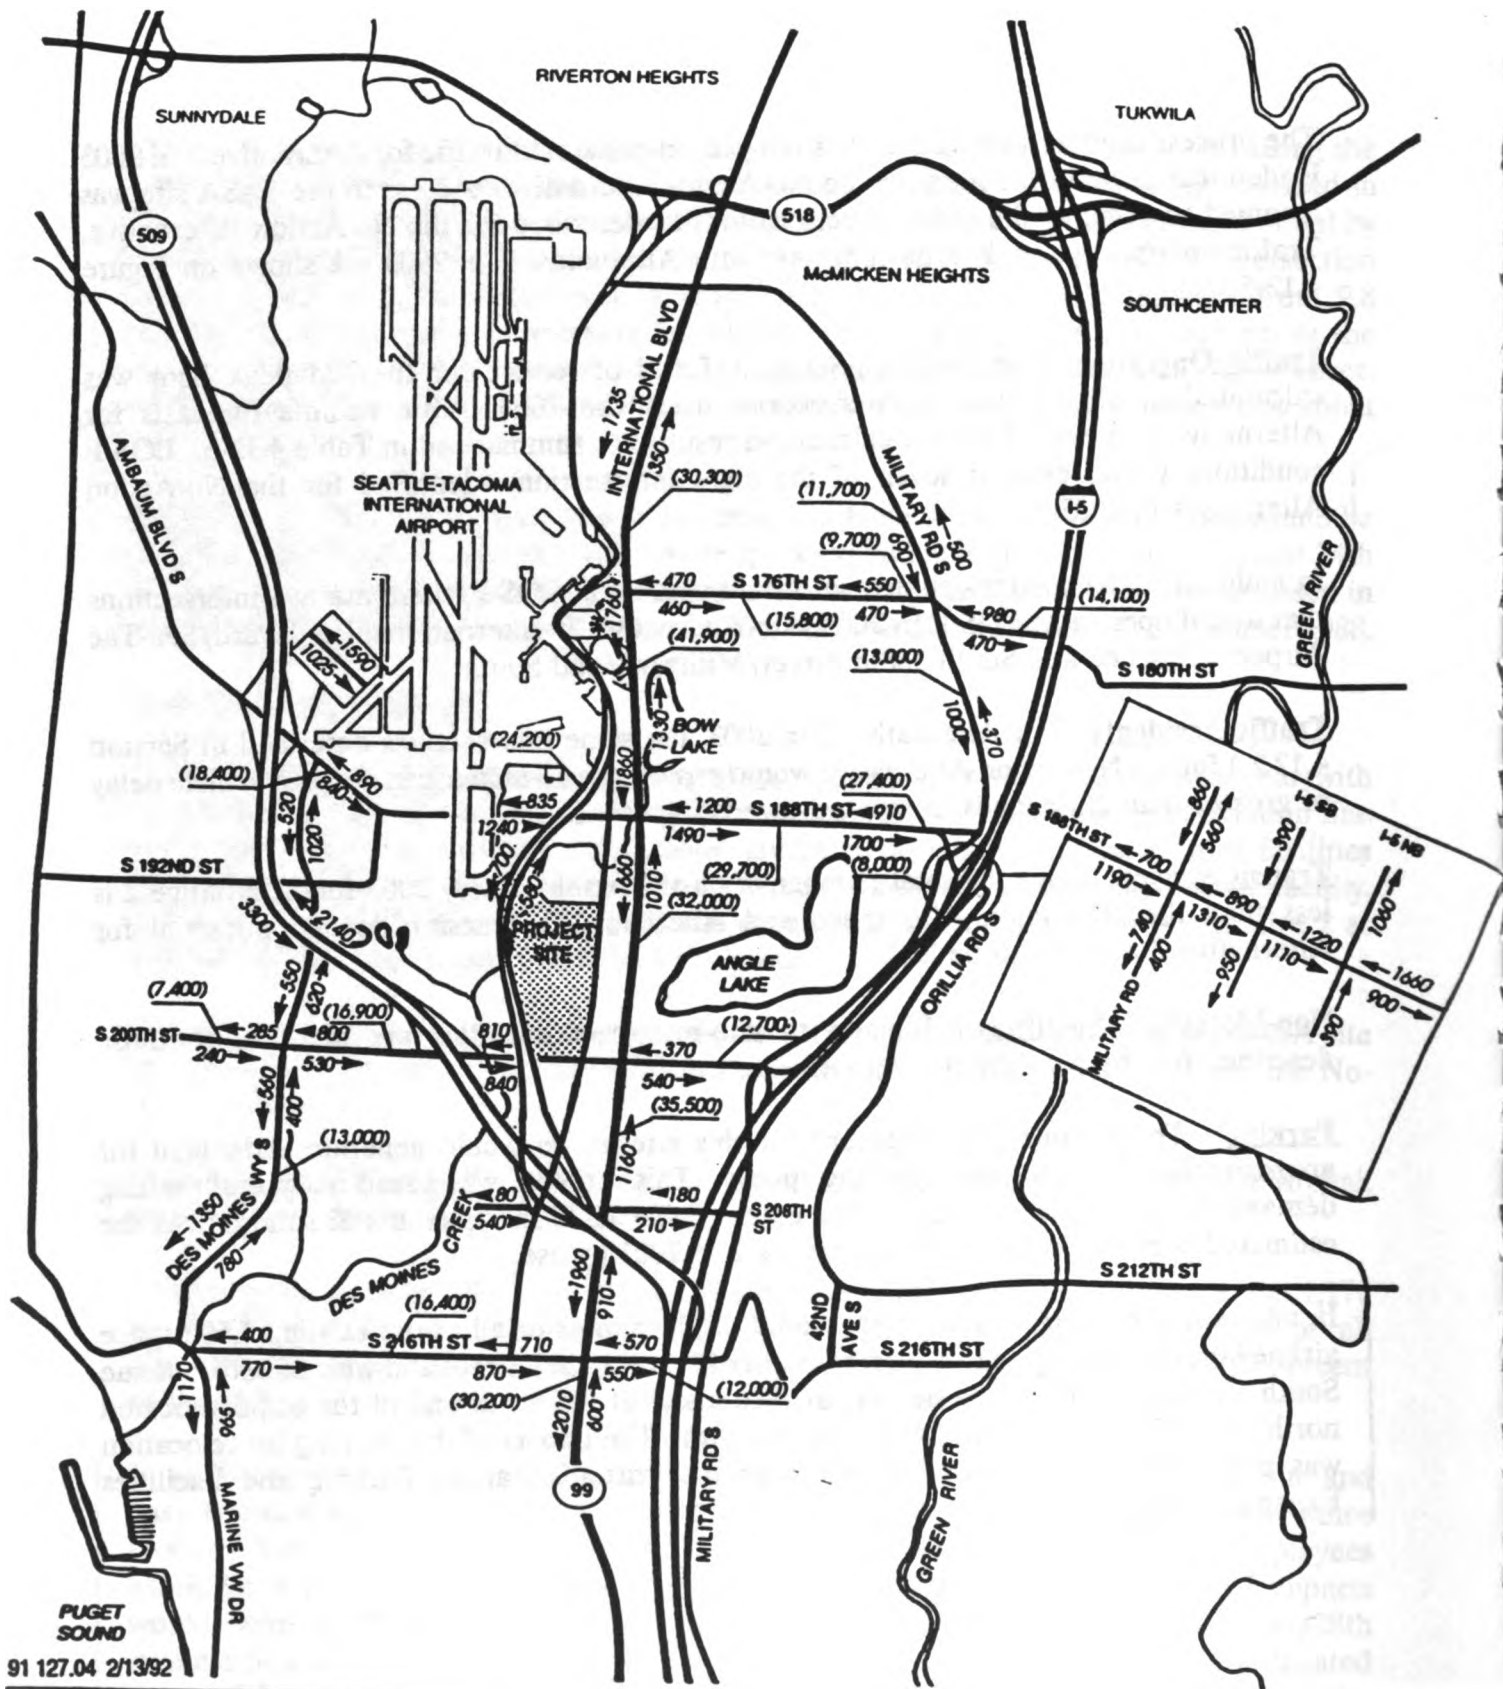 RIVERTON HEIGHTS
SUNNYDALE
TUKWILA
518
509
McMICKEN HEIGHTS
SOUTHCENTER
INTERNATIONAL BLVD
1735
1350
AMBAUM BLVD S
SEATTLE-TACOMA
INTERNATIONAL
AIRPORT
(30,300)
MILITARY RD S
(11,700)
I-5
(9,700)
690
500
GREEN RIVER
470
S 176TH ST
550
460
470
980
(14,100)
(15,800)
470
1760
(41,900)
(13,000)
1590
1025
S 180TH ST
1330
BOW
LAKE
1000
370
(24,200)
(18,400)
890
(840)
1860
(27,400)
520
1020
835
1200
S 188TH ST
910
1240
1490
1700
S 192ND ST
700
580
1660
1010
(29,700)
(8,000)
(32,000)
330
2140
PROJECT
SITE
ANGLE
LAKE
ORILLIA RD S
I-5 SB
I-5 NB
S 188TH ST
860
560
390
700
1190
890
1310
1060
1220
1110
740
400
950
1660
900
390
MILITARY RD
550
620
(7,400)
(16,900)
(12,700)
S 200TH ST
285
800
810
370
240
530
840
540
560
400
(35,500)
(13,000)
1160
80
180
540
210
S 208TH
ST
1350
DES MOINES WY S
780
DES MOINES CREEK
1960
910
S 212TH ST
(16,400)
42ND
AVE S
400
S 216TH ST
710
570
S 216TH ST
770
870
550
(30,200)
(12,000)
1170
965
2010
600
99
MILITARY RD S
GREEN RIVER
MARINE VW DR
PUGET
SOUND
91 127.04 2/13/92